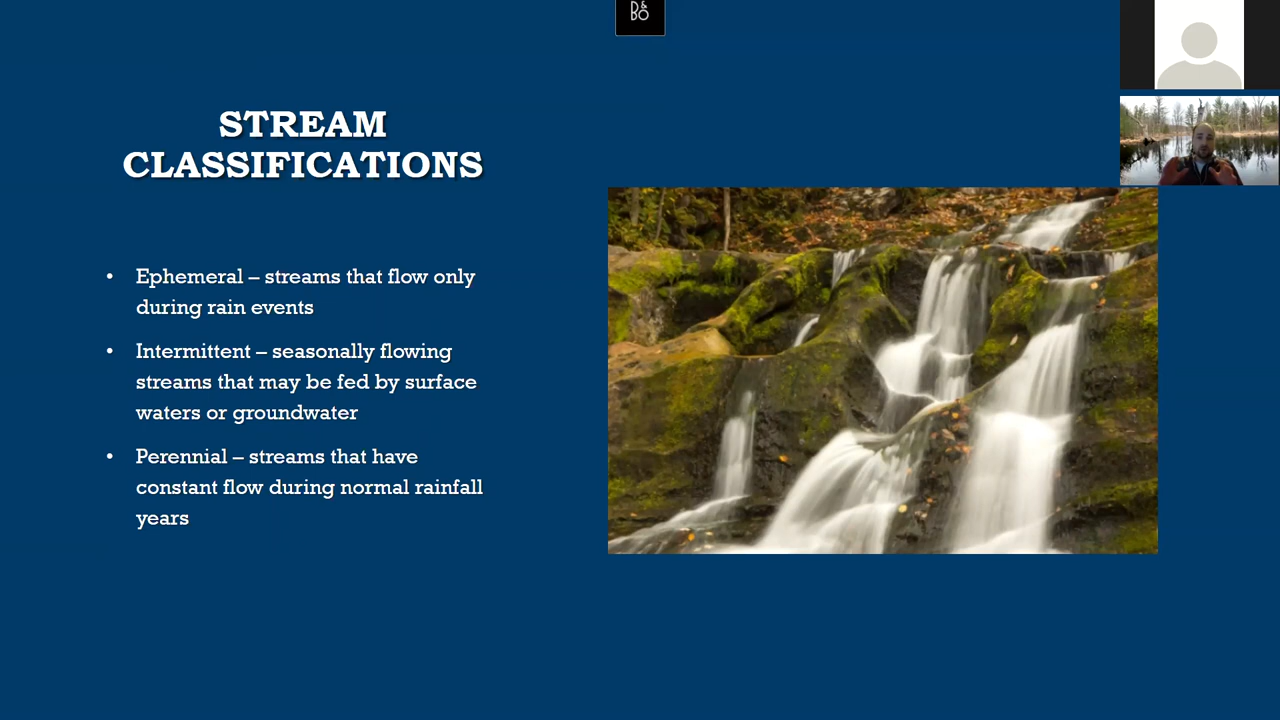 D&
BO
STREAM
CLASSIFICATIONS
• Ephemeral – streams that flow only
during rain events
• Intermittent – seasonally flowing
streams that may be fed by surface
waters or groundwater
• Perennial – streams that have
constant flow during normal rainfall
years